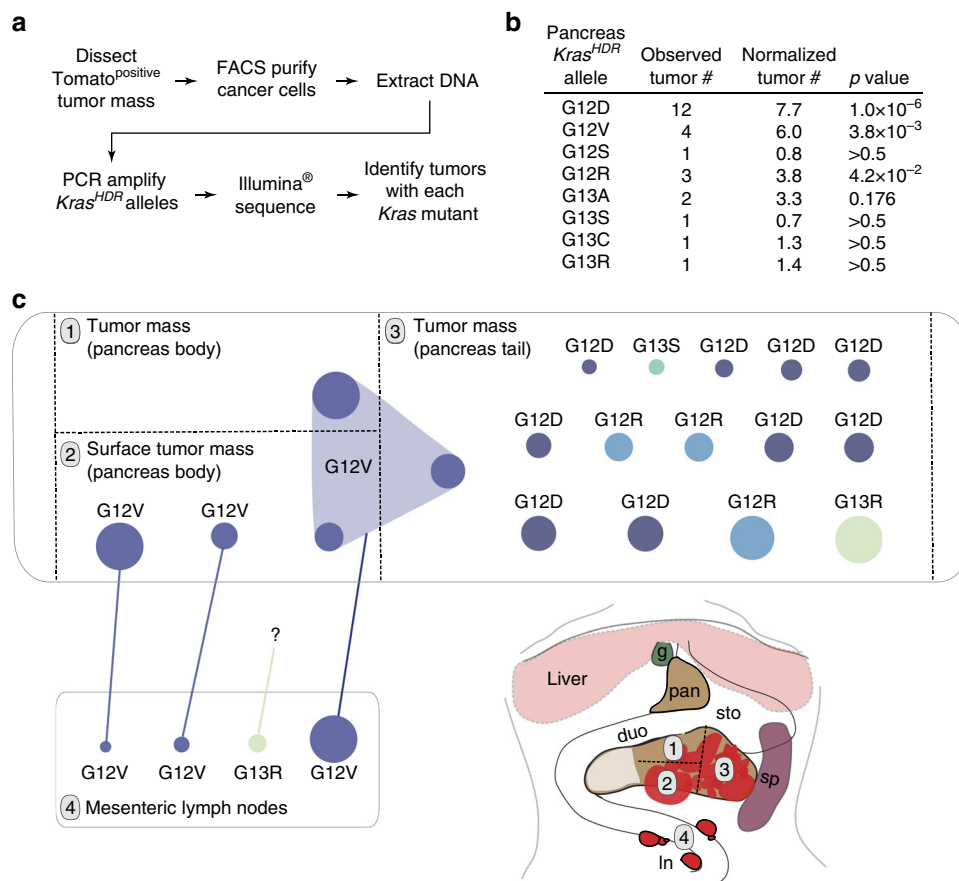 a
Dissect
Tomato^positive
tumor mass
FACS purify
cancer cells
Extract DNA
PCR amplify
Kras^HDR alleles
Illumina®
sequence
Identify tumors
with each
Kras mutant
b
Pancreas
Kras^HDR
allele
Observed
tumor #
Normalized
tumor #
p value
G12D 12 7.7 1.0×10⁻⁶
G12V 4 6.0 3.8×10⁻³
G12S 1 0.8 >0.5
G12R 3 3.8 4.2×10⁻²
G13A 2 3.3 0.176
G13S 1 0.7 >0.5
G13C 1 1.3 >0.5
G13R 1 1.4 >0.5
c
1 Tumor mass
(pancreas body)
2 Surface tumor mass
(pancreas body)
G12V G12V
G12V
3 Tumor mass
(pancreas tail)
G12D G13S G12D G12D G12D
G12D G12R G12R G12D G12D
G12D G12D G12R G13R
?
G12V G12V G13R G12V
4 Mesenteric lymph nodes
Liver
g
pan
sto
duo
1
2
3
sp
4
ln